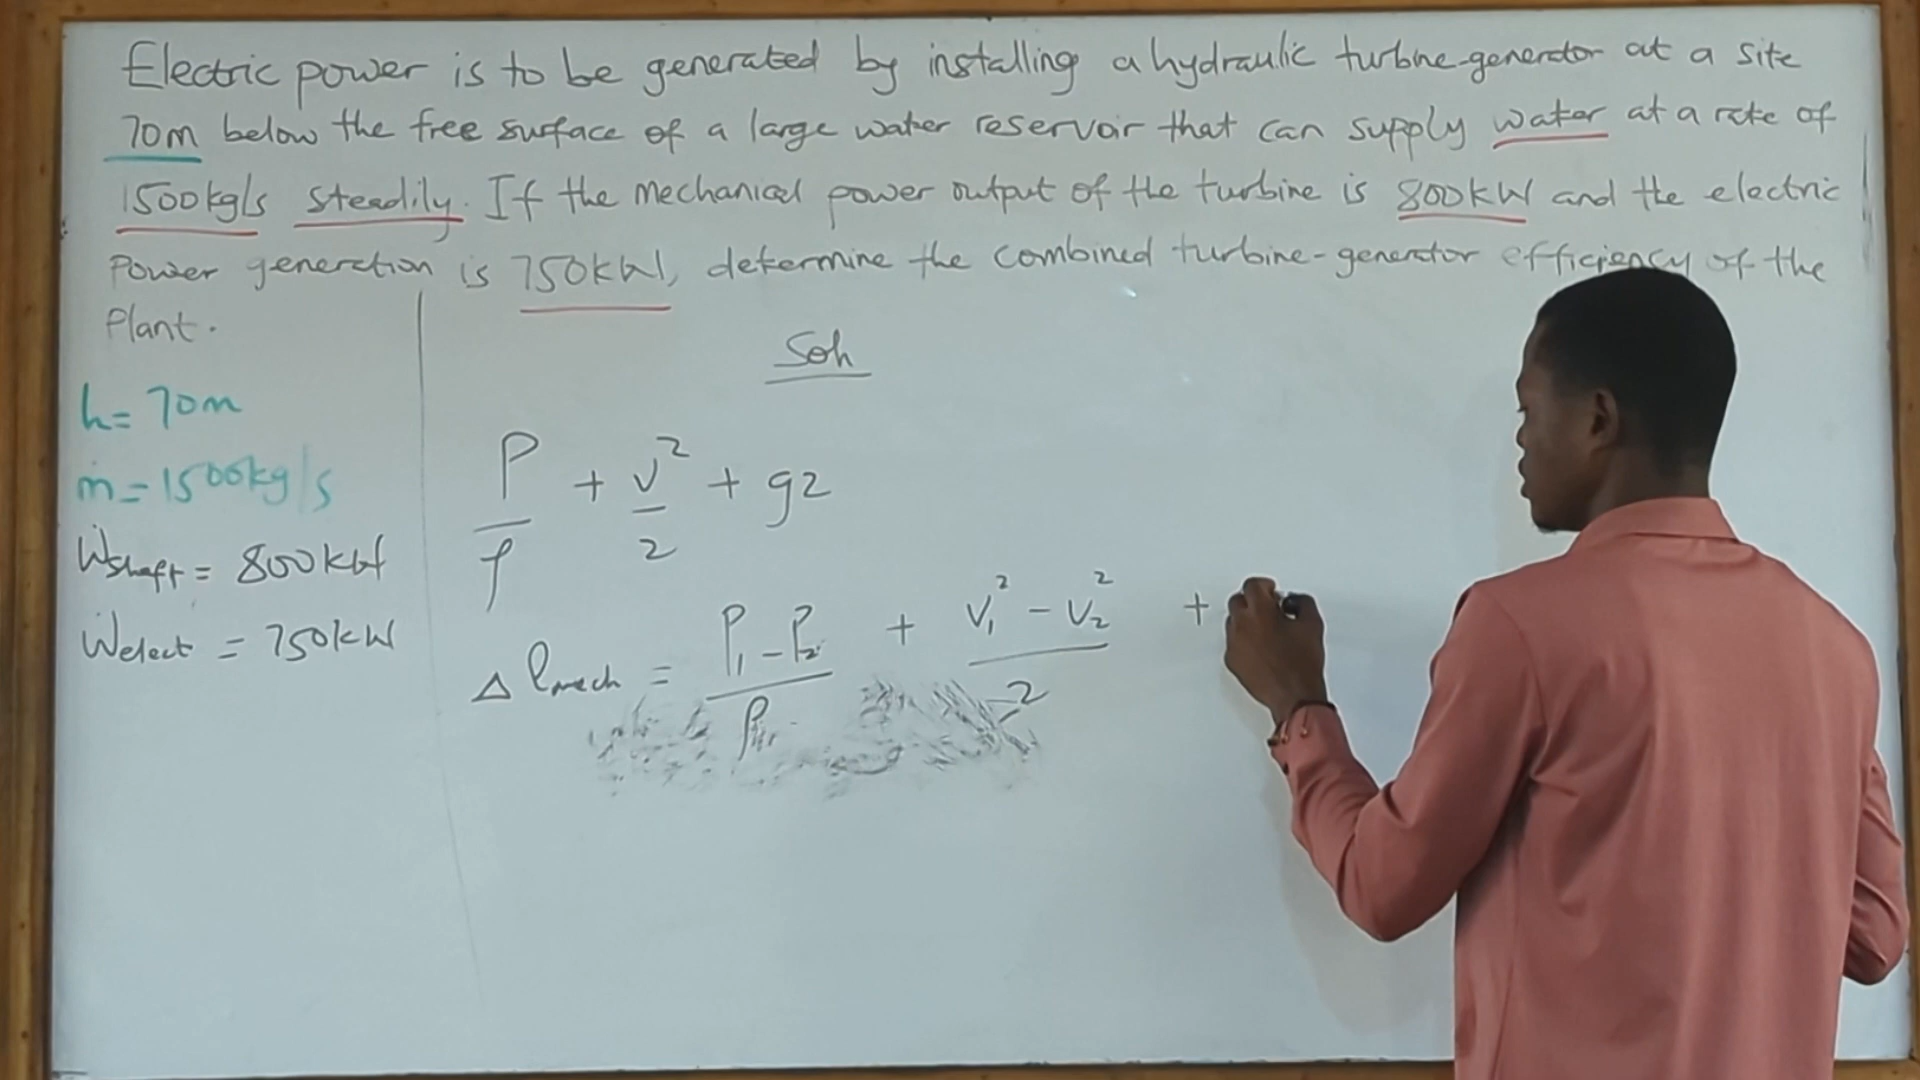 Electric power is to be generated by installing a hydraulic turbine-generator at a site
70m below the free surface of a large water reservoir that can supply water at a rate of
1500kg/s steadily. If the mechanical power output of the turbine is 800kW and the electric
Power generation is 750kW, determine the combined turbine-generator efficiency of the
Plant.
Soln
h = 70m
ṁ = 1500kg/s
Ẇshaft = 800kW
Ẇelect = 750kW
P/ρ + v²/2 + gz
Δ emech = (P₁ - P₂)/ρ + (v₁² - v₂²)/2 +